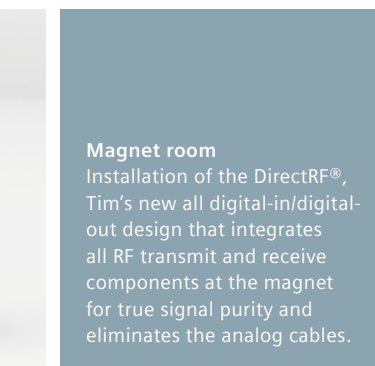 Magnet room
Installation of the DirectRF®,
Tim's new all digital-in/digital-
out design that integrates
all RF transmit and receive
components at the magnet
for true signal purity and
eliminates the analog cables.